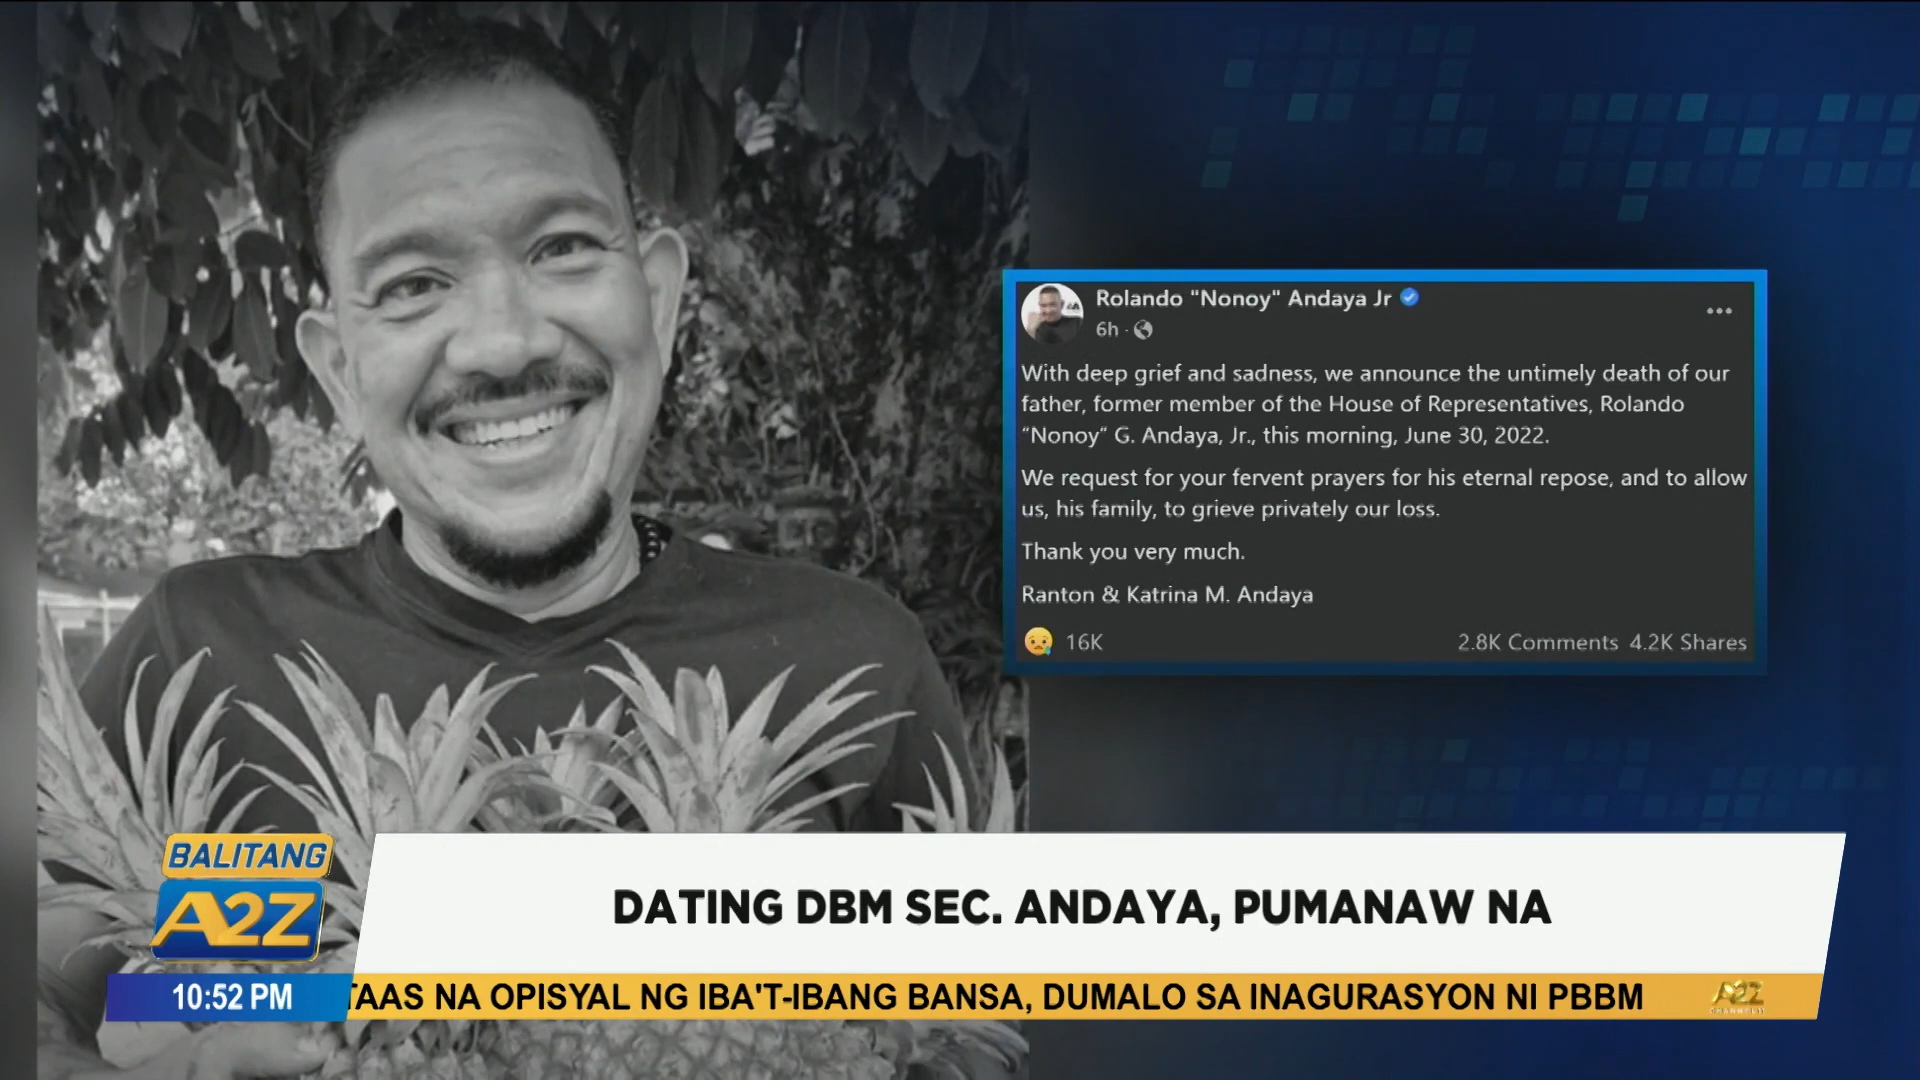 Rolando "Nonoy" Andaya Jr
6h ·
With deep grief and sadness, we announce the untimely death of our
father, former member of the House of Representatives, Rolando
“Nonoy” G. Andaya, Jr., this morning, June 30, 2022.
We request for your fervent prayers for his eternal repose, and to allow
us, his family, to grieve privately our loss.
Thank you very much.
Ranton & Katrina M. Andaya
16K 2.8K Comments 4.2K Shares
BALITANG
A2Z
DATING DBM SEC. ANDAYA, PUMANAW NA
10:52 PM TAAS NA OPISYAL NG IBA'T-IBANG BANSA, DUMALO SA INAGURASYON NI PBBM
A2Z
CHANNEL 11